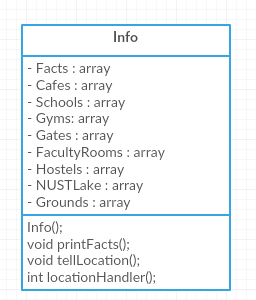 Info
- Facts : array
- Cafes : array
- Schools : array
- Gyms: array
- Gates : array
- FacultyRooms : array
- Hostels : array
- NUSTLake : array
- Grounds : array
Info();
void printFacts();
void tellLocation();
int locationHandler();